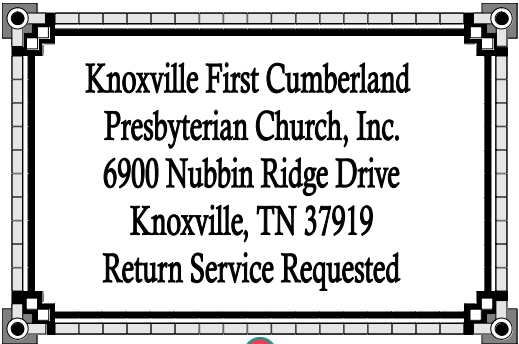 Knoxville First Cumberland
Presbyterian Church, Inc.
6900 Nubbin Ridge Drive
Knoxville, TN 37919
Return Service Requested